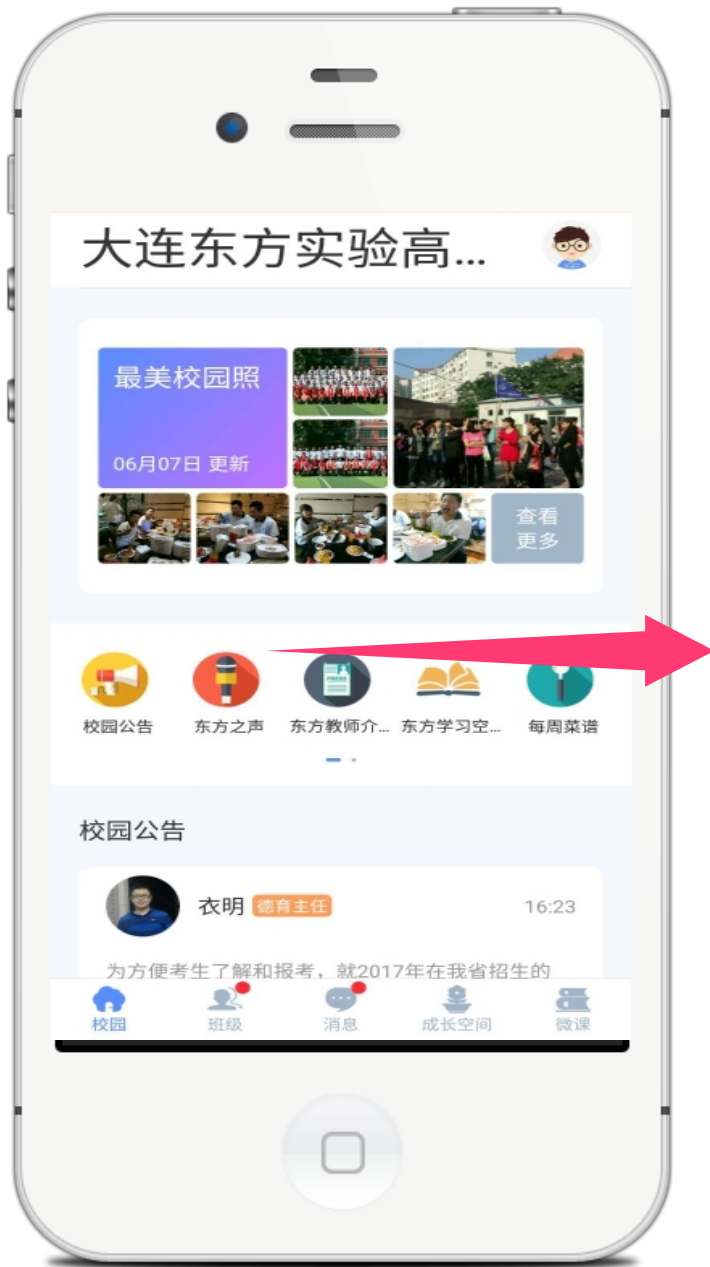 大连东方实验高...
最美校园照
06月07日 更新
查看
更多
校园公告
东方之声
东方教师介...
东方学习空...
每周菜谱
校园公告
衣明 德育主任 16:23
为方便考生了解和报考，就2017年在我省招生的
校园
班级
消息
成长空间
微课